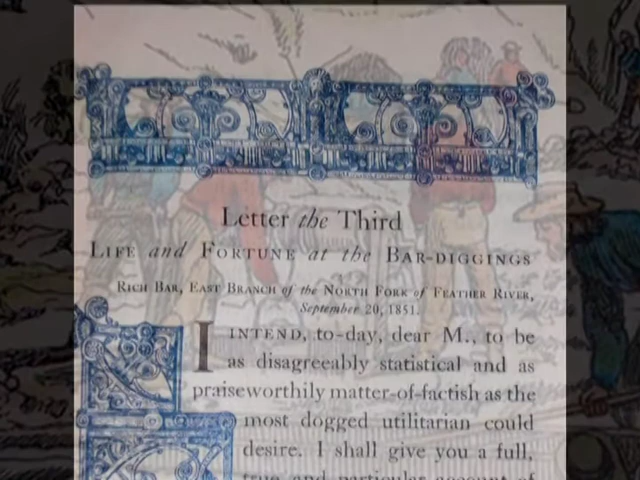 Letter the Third
LIFE and FORTUNE at the BAR-DIGGINGS
RICH BAR, EAST BRANCH of the NORTH FORK of FEATHER RIVER,
September 20, 1851.
I INTEND, to-day, dear M., to be
as disagreeably statistical and as
praiseworthily matter-of-factish as the
most dogged utilitarian could
desire. I shall give you a full,
true and particular account of